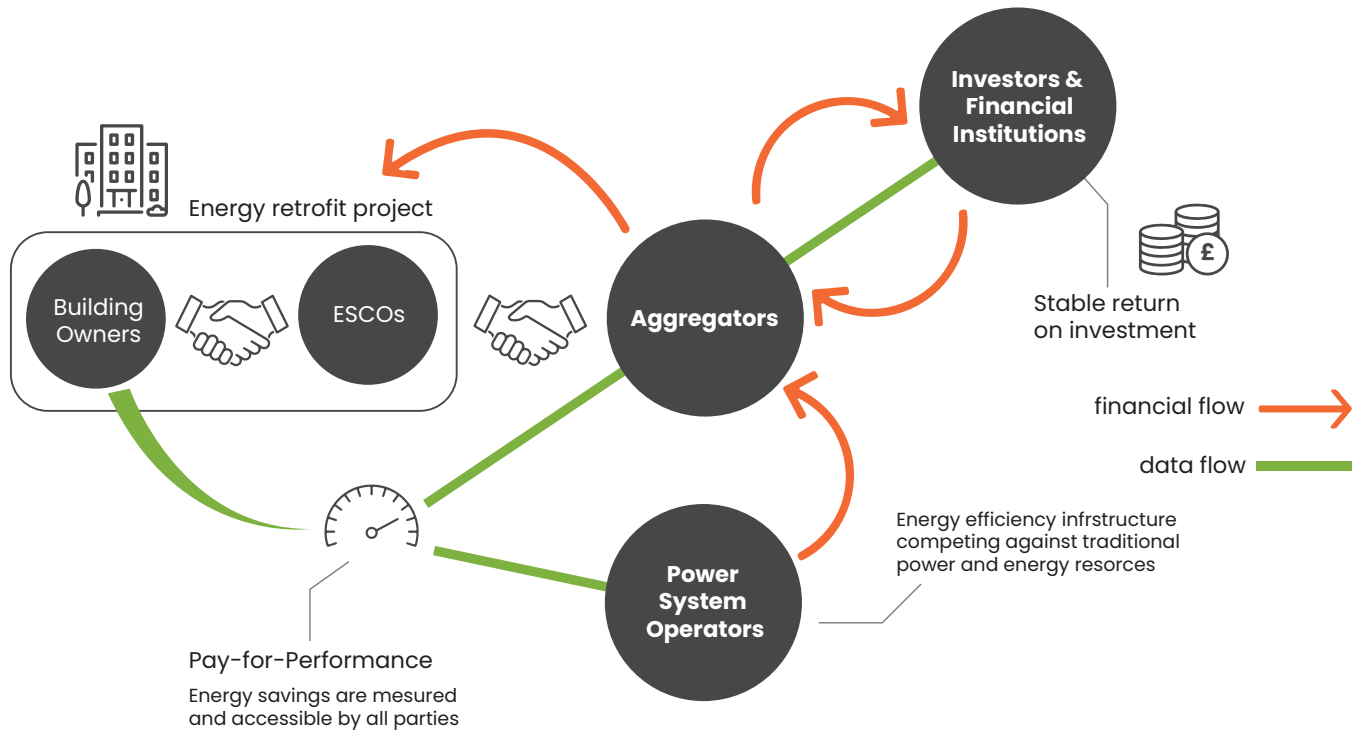 Investors &
Financial
Institutions
Energy retrofit project
Building
Owners
ESCOs
Aggregators
£
Stable return
on investment
financial flow
data flow
Energy efficiency infrstructure
competing against traditional
power and energy resorces
Power
System
Operators
Pay-for-Performance
Energy savings are mesured
and accessible by all parties